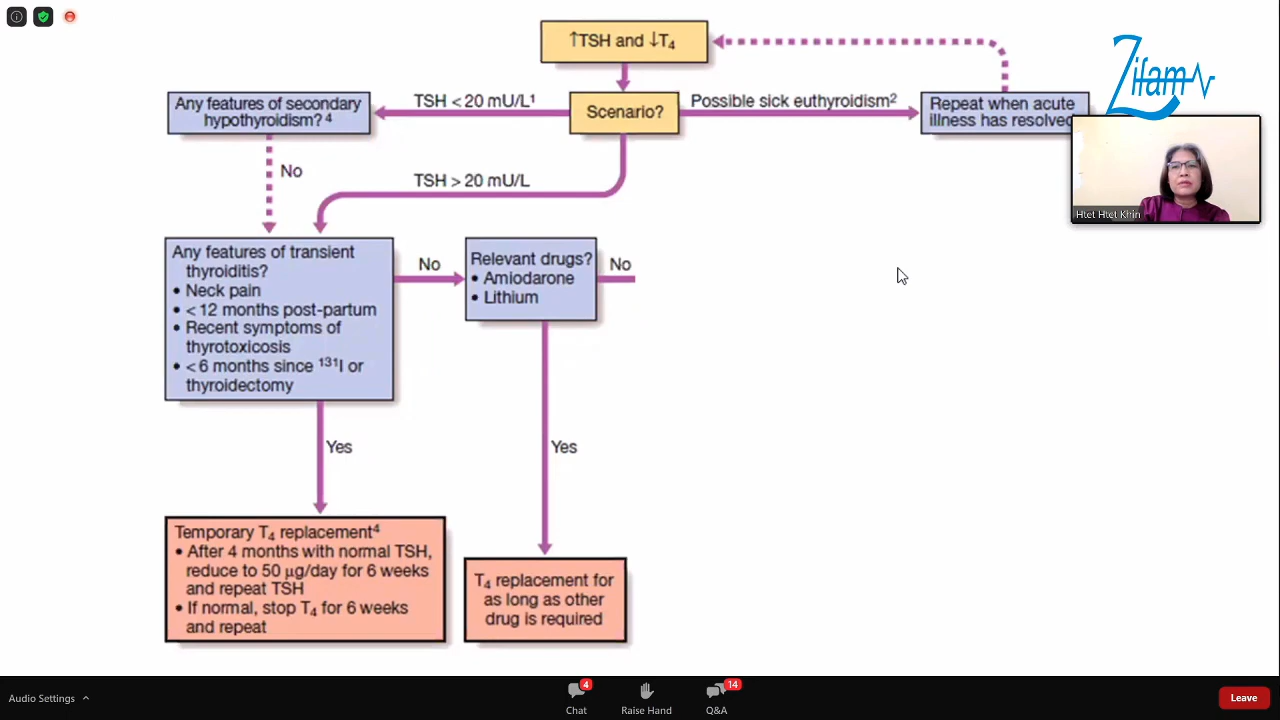 ↑TSH and ↓T₄
Zifam
Any features of secondary
hypothyroidism? ⁴
TSH < 20 mU/L¹
Scenario?
Possible sick euthyroidism²
Repeat when acute
illness has resolved
No
TSH > 20 mU/L
Htet Htet Khin
Any features of transient
thyroiditis?
• Neck pain
• < 12 months post-partum
• Recent symptoms of
thyrotoxicosis
• < 6 months since ¹³¹I or
thyroidectomy
No
Relevant drugs?
• Amiodarone
• Lithium
No
Yes
Yes
Temporary T₄ replacement⁴
• After 4 months with normal TSH,
reduce to 50 µg/day for 6 weeks
and repeat TSH
• If normal, stop T₄ for 6 weeks
and repeat
T₄ replacement for
as long as other
drug is required
Audio Settings
4
Chat
Raise Hand
14
Q&A
Leave